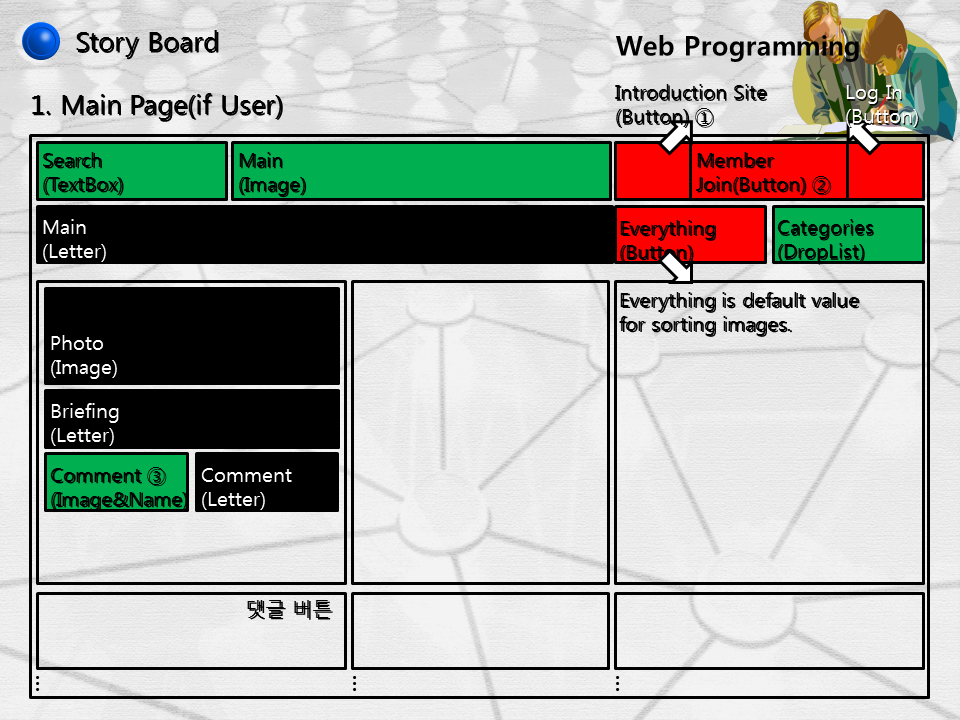 Story Board
Web Programming
1. Main Page(if User)
Introduction Site
(Button) ①
Log In
(Button)
Search
(TextBox)
Main
(Image)
Member
Join(Button) ②
Main
(Letter)
Everything
(Button)
Categories
(DropList)
Everything is default value
for sorting images.
Photo
(Image)
Briefing
(Letter)
Comment ③
(Image&Name)
Comment
(Letter)
댓글 버튼